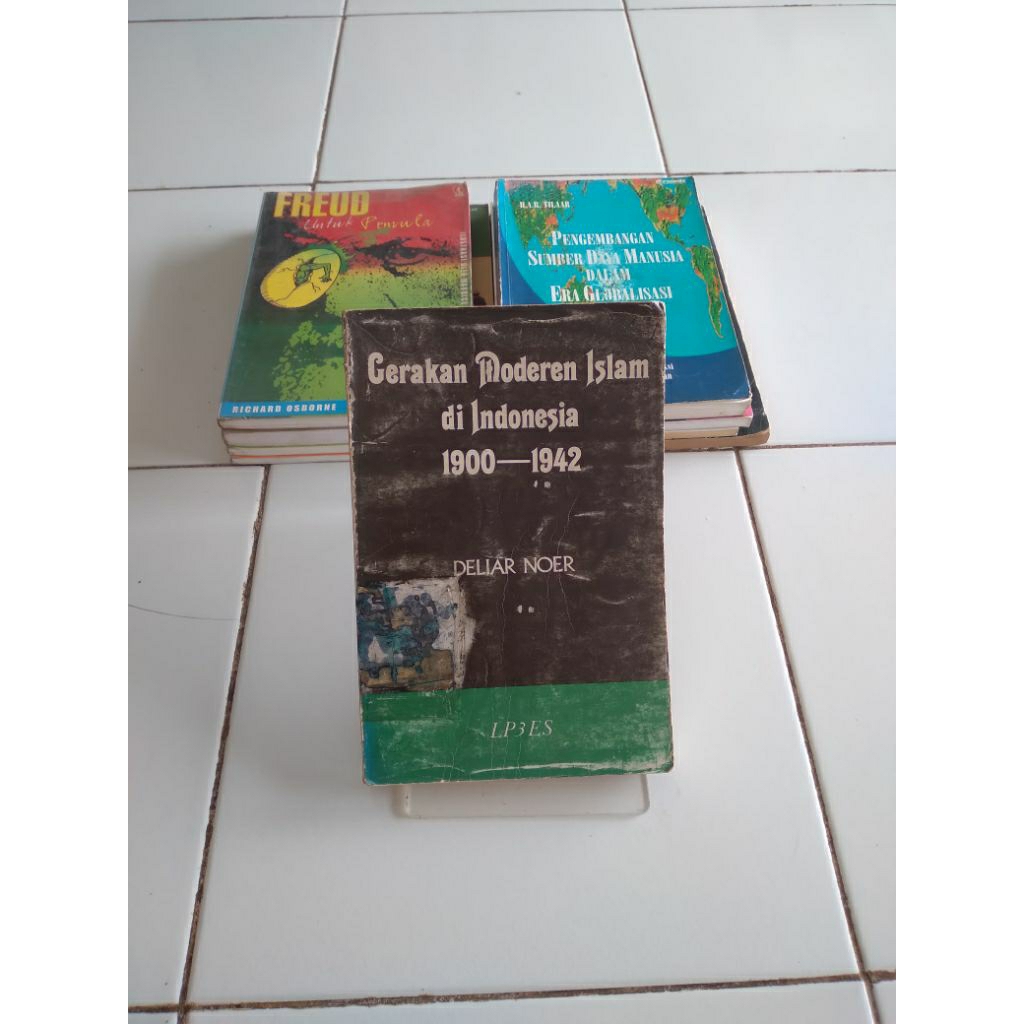 FREUD
Untuk Pemula
RICHARD OSBORNE
H.A.R. TILAAR
PENGEMBANGAN
SUMBER DAYA MANUSIA
DALAM
ERA GLOBALISASI
Gerakan Moderen Islam
di Indonesia
1900—1942
DELIAR NOER
LP3ES